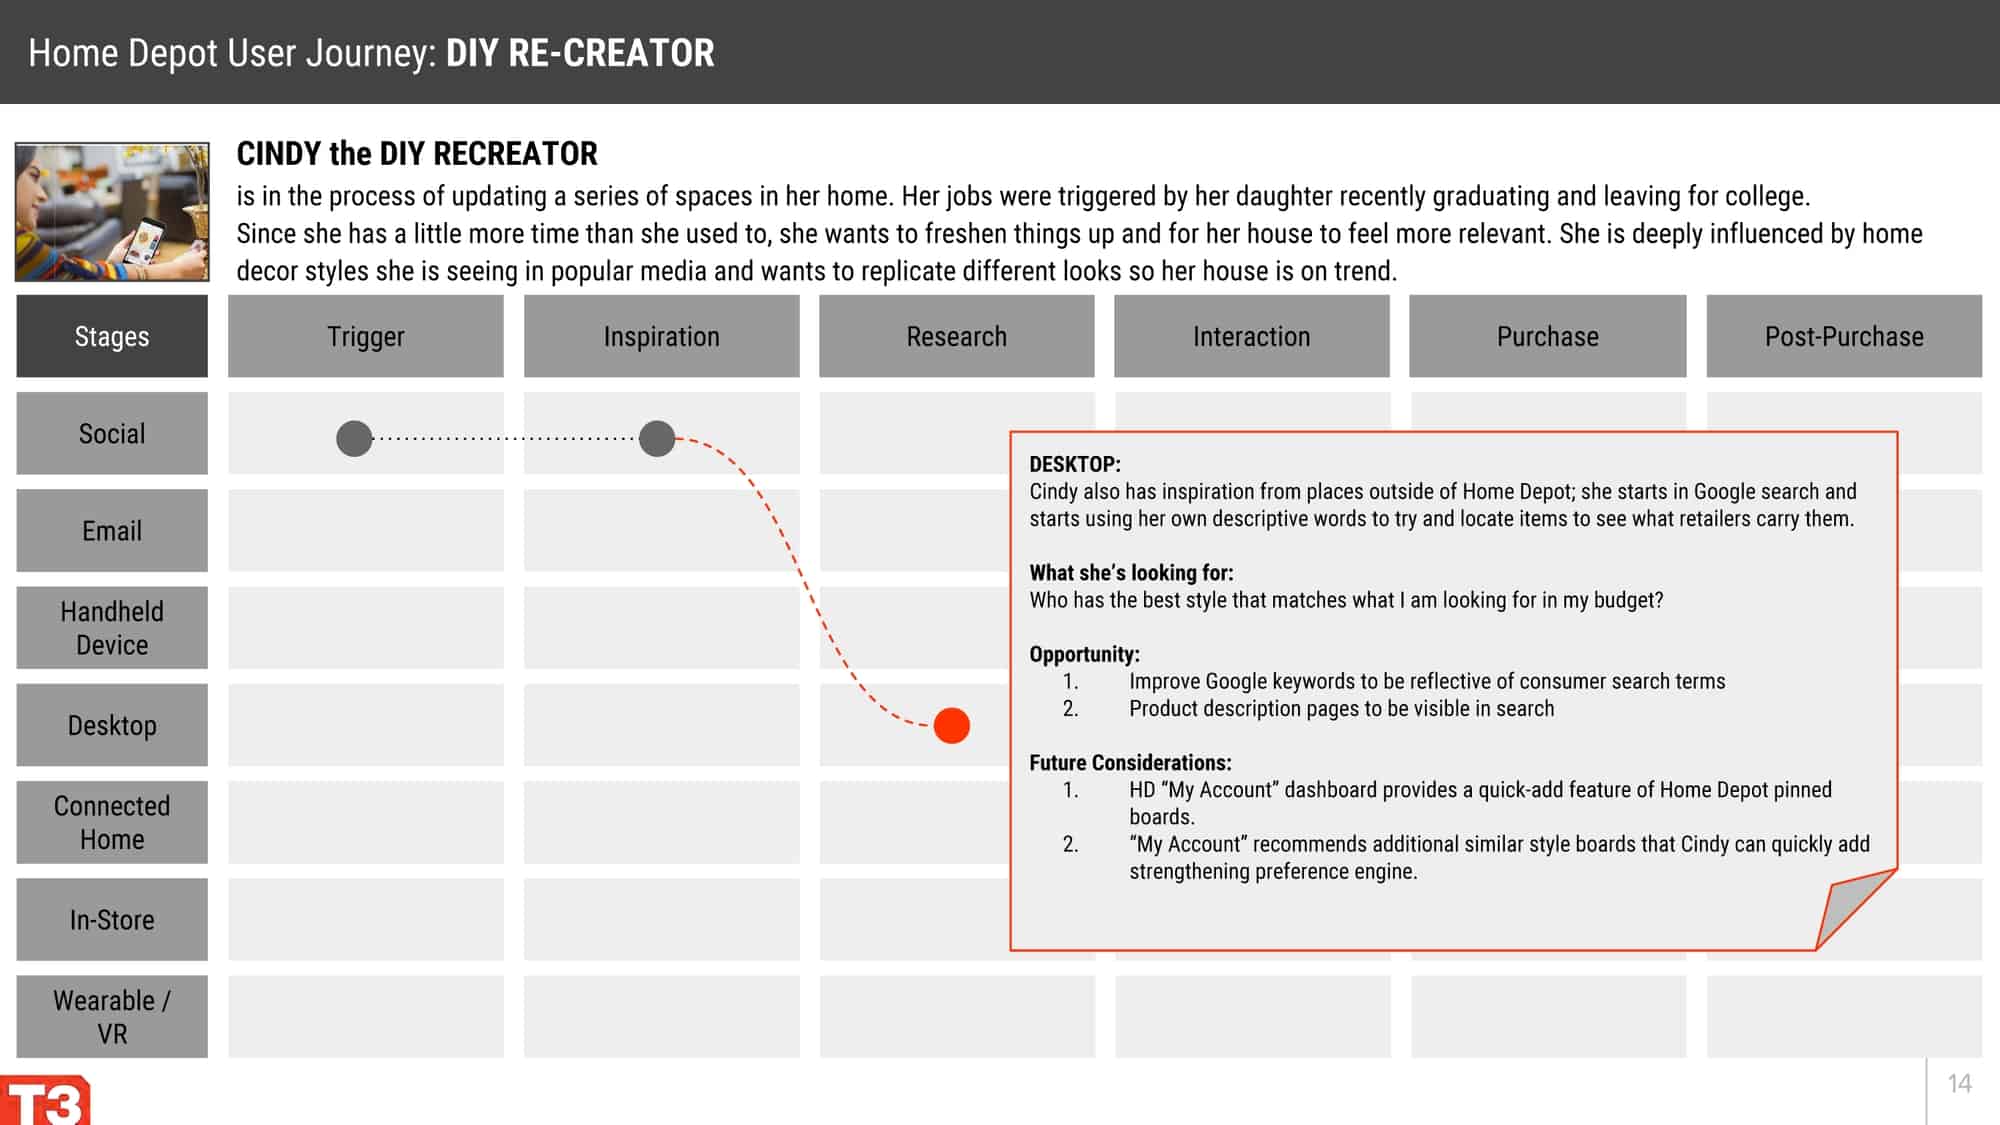 Home Depot User Journey: DIY RE-CREATOR
CINDY the DIY RECREATOR
is in the process of updating a series of spaces in her home. Her jobs were triggered by her daughter recently graduating and leaving for college.
Since she has a little more time than she used to, she wants to freshen things up and for her house to feel more relevant. She is deeply influenced by home
decor styles she is seeing in popular media and wants to replicate different looks so her house is on trend.
Stages
Trigger
Inspiration
Research
Interaction
Purchase
Post-Purchase
Social
Email
Handheld
Device
Desktop
Connected
Home
In-Store
Wearable /
VR
DESKTOP:
Cindy also has inspiration from places outside of Home Depot; she starts in Google search and
starts using her own descriptive words to try and locate items to see what retailers carry them.
What she’s looking for:
Who has the best style that matches what I am looking for in my budget?
Opportunity:
1. Improve Google keywords to be reflective of consumer search terms
2. Product description pages to be visible in search
Future Considerations:
1. HD “My Account” dashboard provides a quick-add feature of Home Depot pinned
boards.
2. “My Account” recommends additional similar style boards that Cindy can quickly add
strengthening preference engine.
T3
14